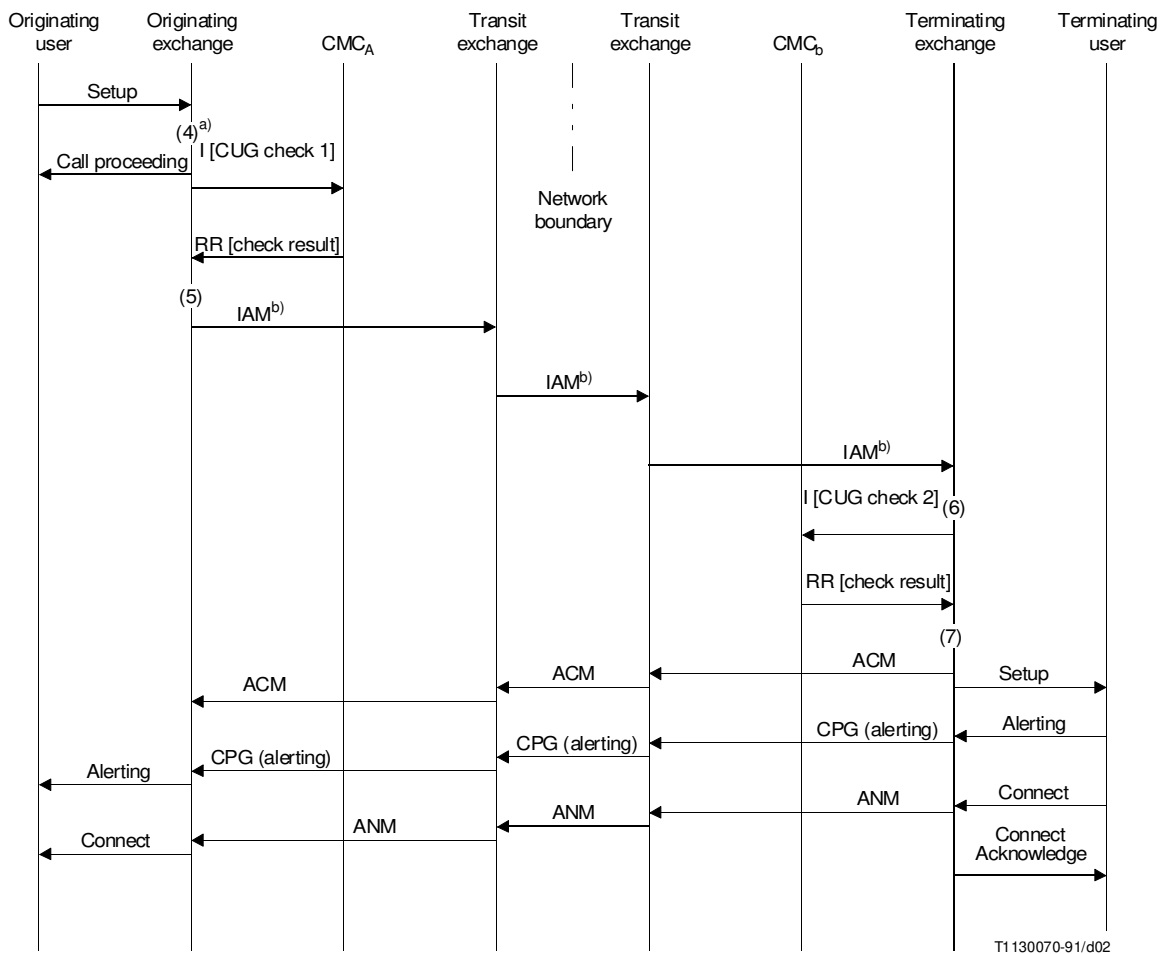 Originating user
Originating exchange
CMCA
Transit exchange
Transit exchange
CMCb
Terminating exchange
Terminating user
Setup
(4)a)
I [CUG check 1]
Call proceeding
Network boundary
RR [check result]
(5)
IAMb)
IAMb)
IAMb)
I [CUG check 2]
(6)
RR [check result]
(7)
ACM
ACM
ACM
Setup
Alerting
CPG (alerting)
CPG (alerting)
CPG (alerting)
Alerting
Connect
ANM
ANM
ANM
Connect
Connect Acknowledge
T1130070-91/d02